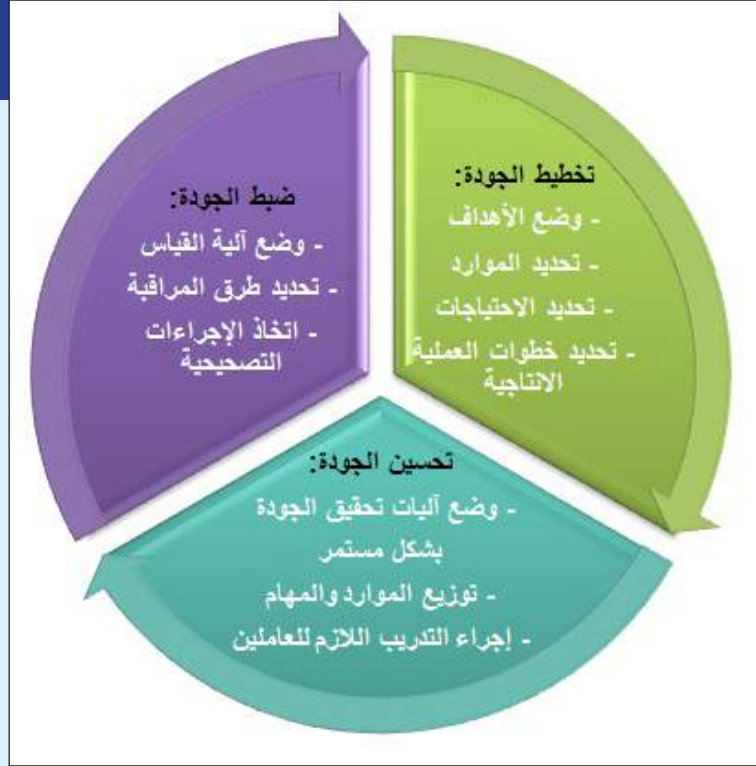 تخطيط الجودة:
- وضع الأهداف
- تحديد الموارد
- تحديد الاحتياجات
- تحديد خطوات العملية
الانتاجية
ضبط الجودة:
- وضع آلية القياس
- تحديد طرق المراقبة
- اتخاذ الإجراءات
التصحيحية
تحسين الجودة:
- وضع آليات تحقيق الجودة
بشكل مستمر
- توزيع الموارد والمهام
- إجراء التدريب اللازم للعاملين